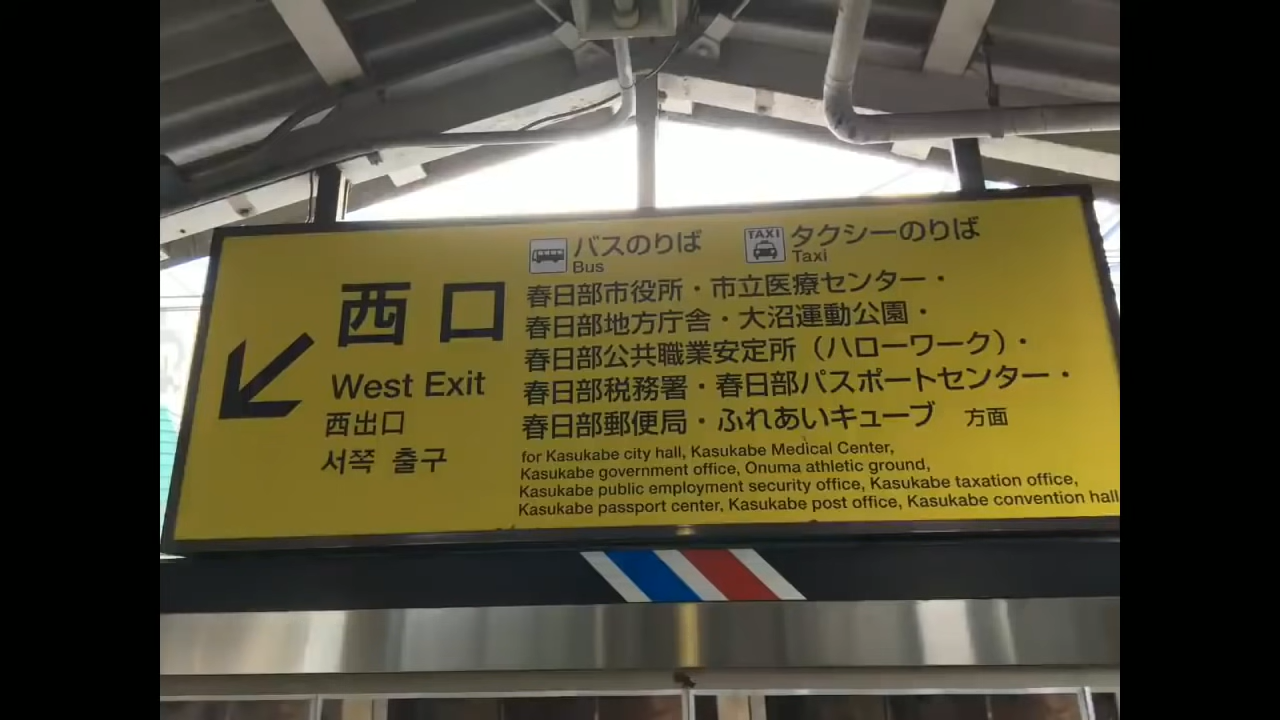 バスのりば
Bus
TAXI
タクシーのりば
Taxi
西口
West Exit
西出口
서쪽 출구
春日部市役所・市立医療センター・
春日部地方庁舎・大沼運動公園・
春日部公共職業安定所（ハローワーク）・
春日部税務署・春日部パスポートセンター・
春日部郵便局・ふれあいキューブ 方面
for Kasukabe city hall, Kasukabe Medical Center,
Kasukabe government office, Onuma athletic ground,
Kasukabe public employment security office, Kasukabe taxation office,
Kasukabe passport center, Kasukabe post office, Kasukabe convention hall